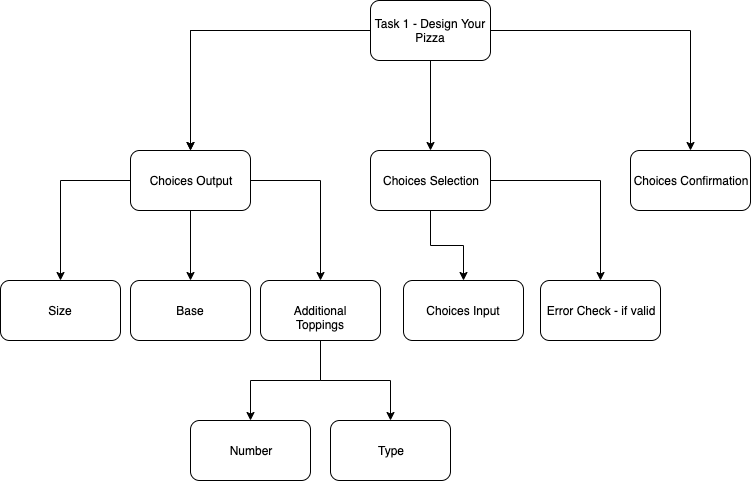 Task 1 - Design Your
Pizza
Choices Output
Choices Selection
Choices Confirmation
Size
Base
Additional
Toppings
Choices Input
Error Check - if valid
Number
Type